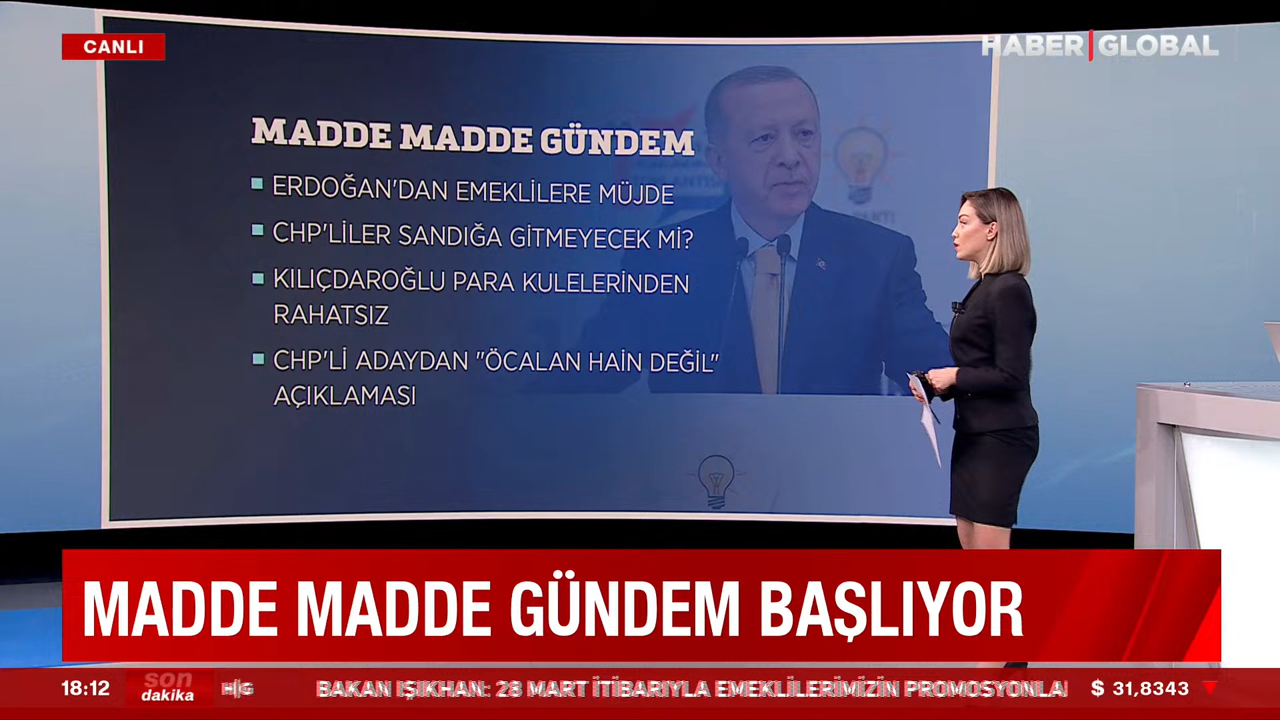 CANLI
HABER GLOBAL
MADDE MADDE GÜNDEM
ERDOĞAN'DAN EMEKLİLERE MÜJDE
CHP'LİLER SANDIĞA GİTMEYECEK Mİ?
KILIÇDAROĞLU PARA KULELERİNDEN
RAHATSIZ
CHP'Lİ ADAYDAN "ÖCALAN HAİN DEĞİL"
AÇIKLAMASI
MADDE MADDE GÜNDEM BAŞLIYOR
18:12 son dakika H|G BAKAN IŞIKHAN: 28 MART İTİBARIYLA EMEKLİLERİMİZİN PROMOSYONLA $ 31,8343